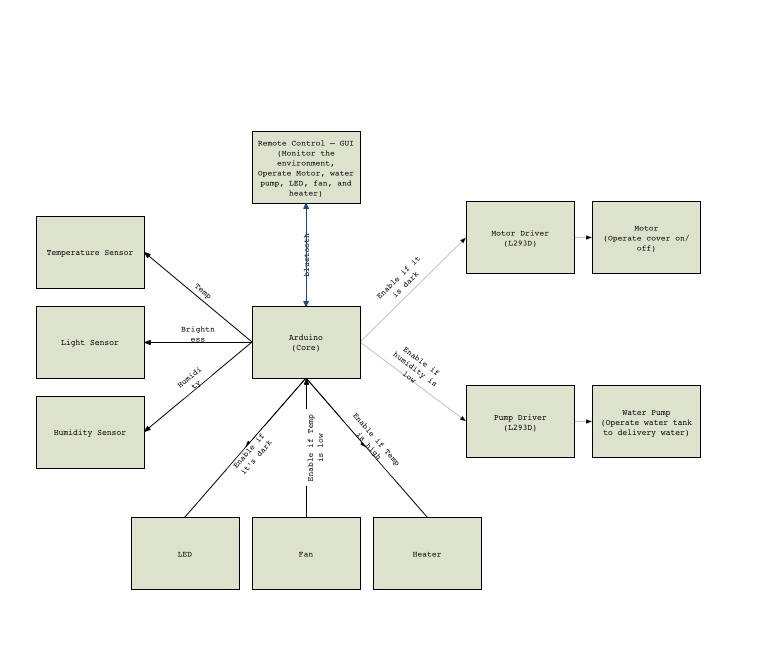 Remote Control — GUI
(Monitor the
environment,
Operate Motor, water
pump, LED, fan, and
heater)
bluetooth
Temperature Sensor
Light Sensor
Humidity Sensor
Temp
Brightn
ess
Humidi
ty
Arduino
(Core)
Enable if it
is dark
Enable if
humidity is
low
Motor Driver
(L293D)
Motor
(Operate cover on/
off)
Pump Driver
(L293D)
Water Pump
(Operate water tank
to delivery water)
Enable if
it's dark
Enable if Temp
is low
Enable if Temp
is high
LED
Fan
Heater